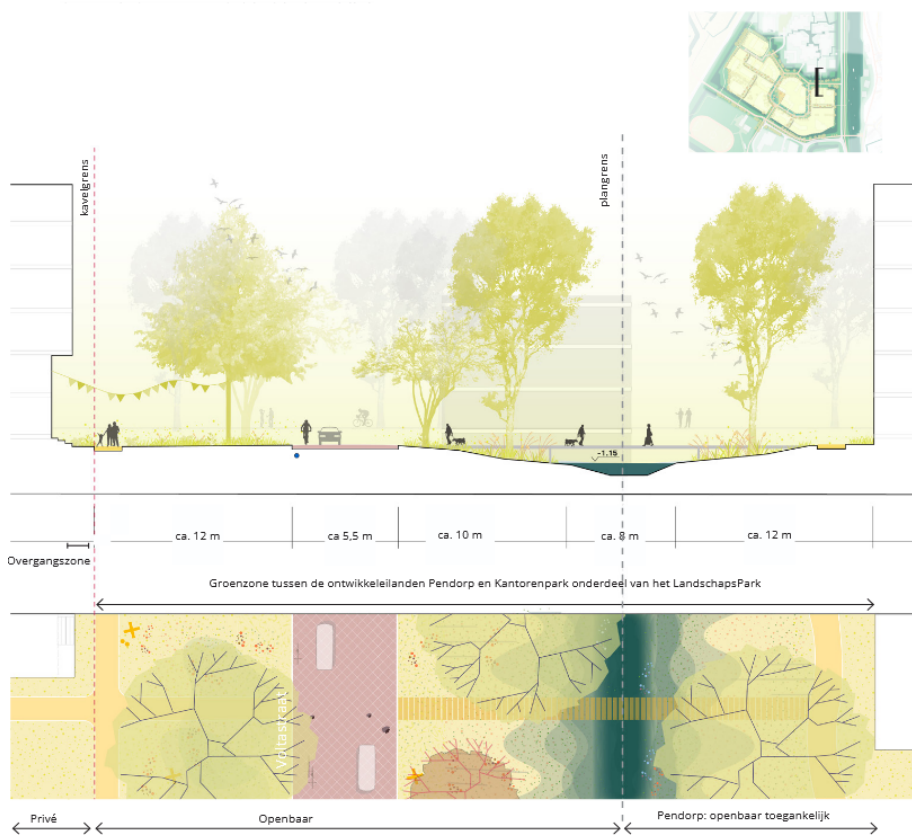 kavelgrens
plangrens
-1.15
ca. 12 m
ca 5,5 m
ca. 10 m
ca. 8 m
ca. 12 m
Overgangszone
Groenzone tussen de ontwikkeleilanden Pendorp en Kantorenpark onderdeel van het LandschapsPark
Voltastraat
Privé
Openbaar
Pendorp: openbaar toegankelijk